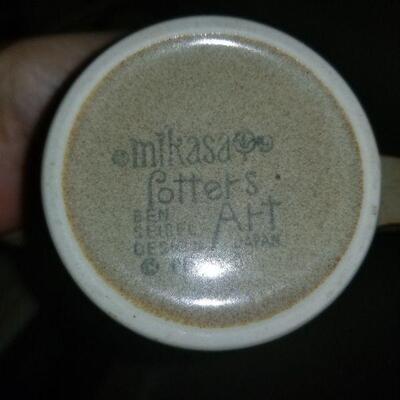 mikasa
Potters
Art
BEN
SEIBEL
DESIGN
JAPAN